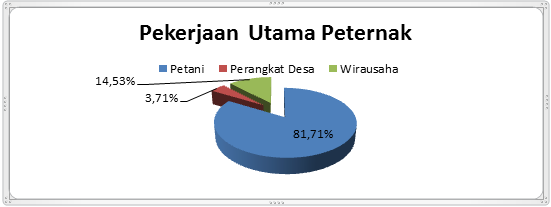 Pekerjaan Utama Peternak
Petani Perangkat Desa Wirausaha
14,53%
3,71%
81,71%